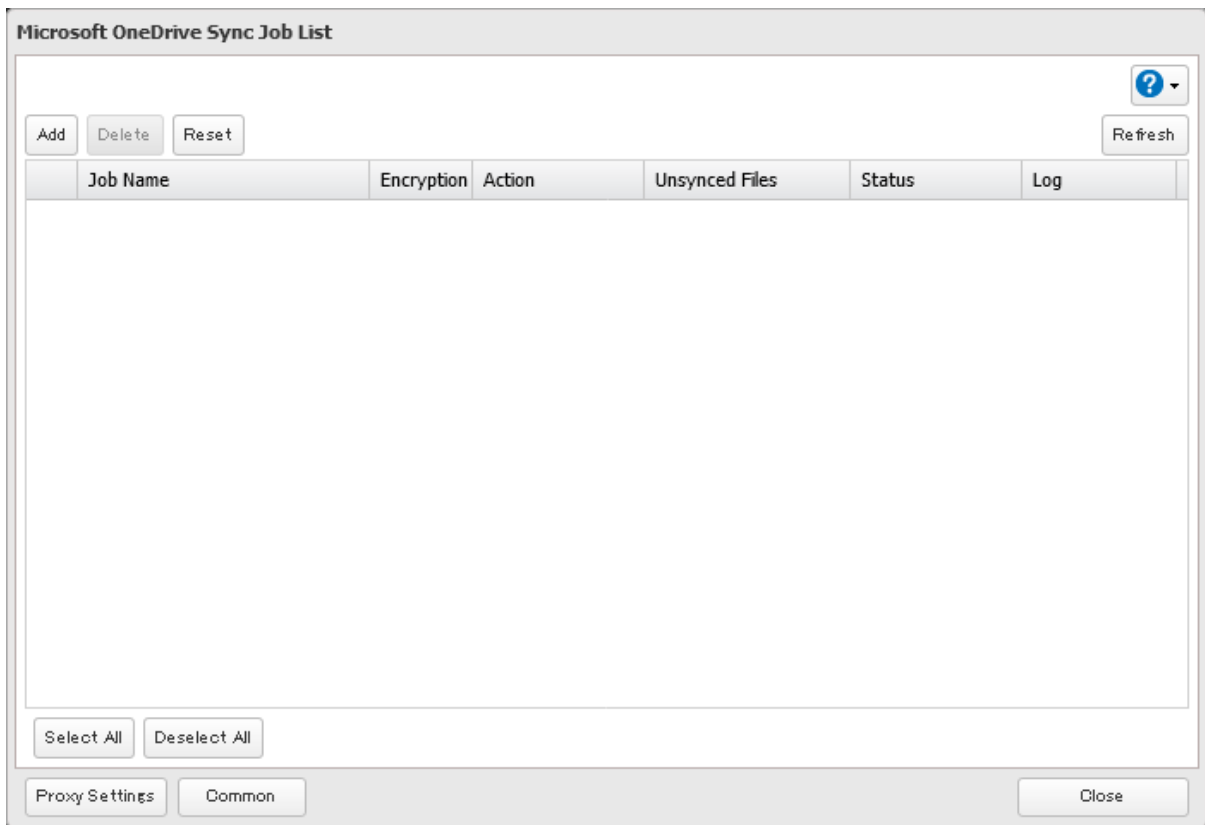 Microsoft OneDrive Sync Job List
?
Add Delete Reset Refresh
Job Name Encryption Action Unsynced Files Status Log
Select All Deselect All
Proxy Settings Common Close